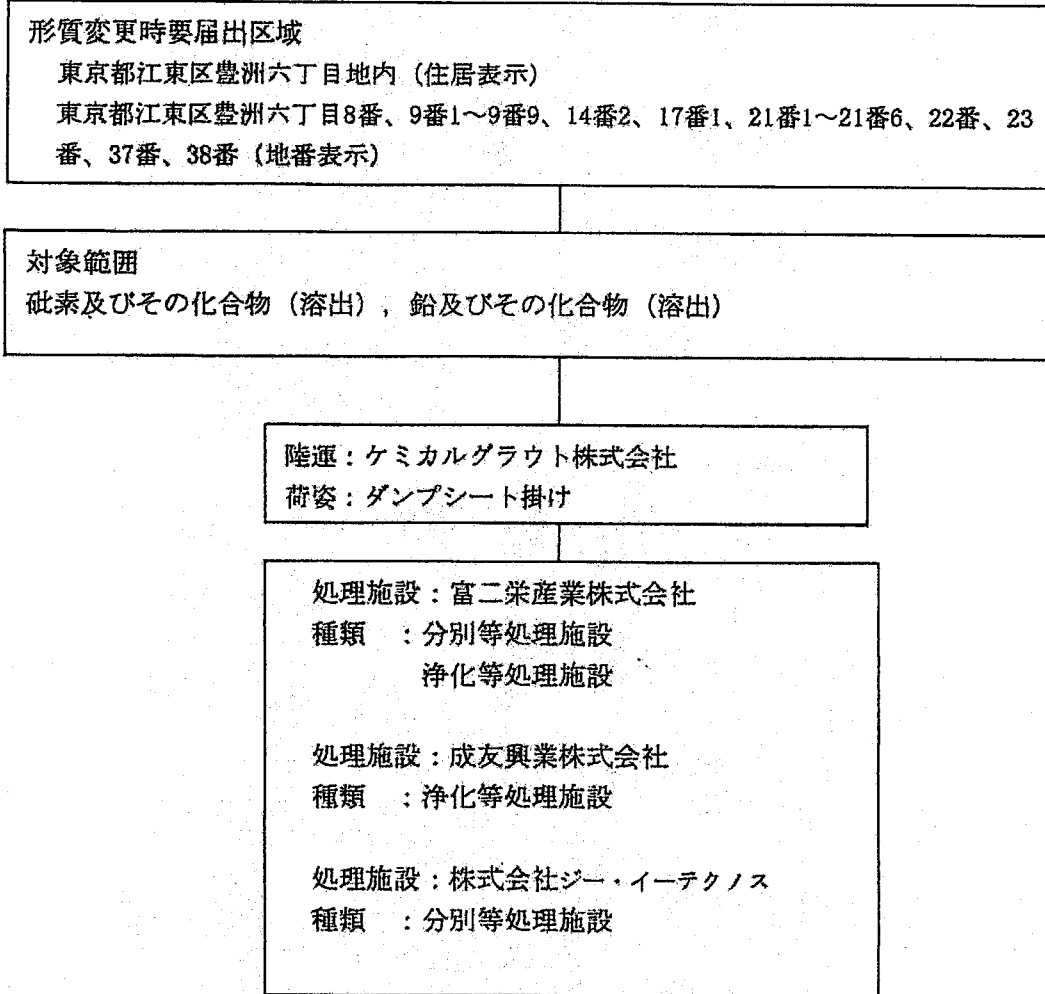 形質変更時要届出区域
東京都江東区豊洲六丁目地内（住居表示）
東京都江東区豊洲六丁目8番、9番1～9番9、14番2、17番1、21番1～21番6、22番、23
番、37番、38番（地番表示）
対象範囲
砒素及びその化合物（溶出）, 鉛及びその化合物（溶出）
陸運：ケミカルグラウト株式会社
荷姿：ダンプシート掛け
処理施設：富二栄産業株式会社
種類　：分別等処理施設
浄化等処理施設
処理施設：成友興業株式会社
種類　：浄化等処理施設
処理施設：株式会社ジー・イーテクノス
種類　：分別等処理施設